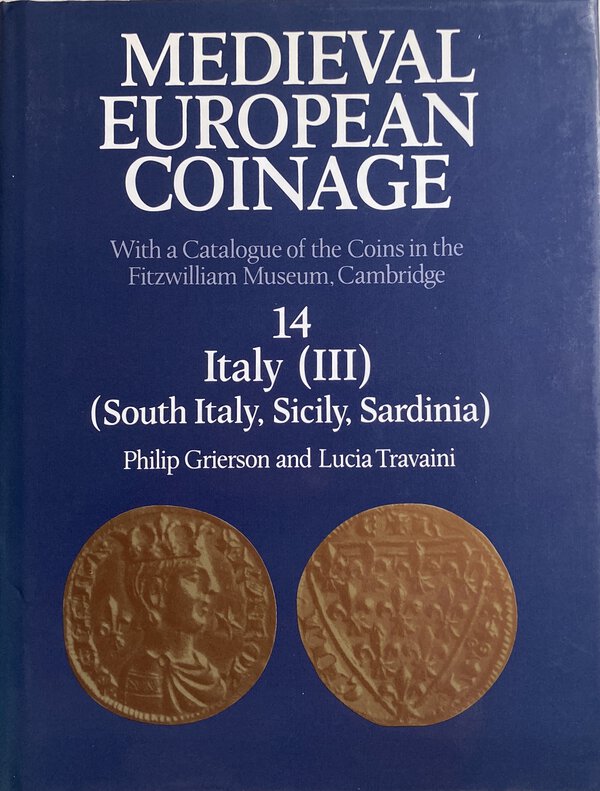 MEDIEVAL
EUROPEAN
COINAGE
With a Catalogue of the Coins in the
Fitzwilliam Museum, Cambridge
14
Italy (III)
(South Italy, Sicily, Sardinia)
Philip Grierson and Lucia Travaini